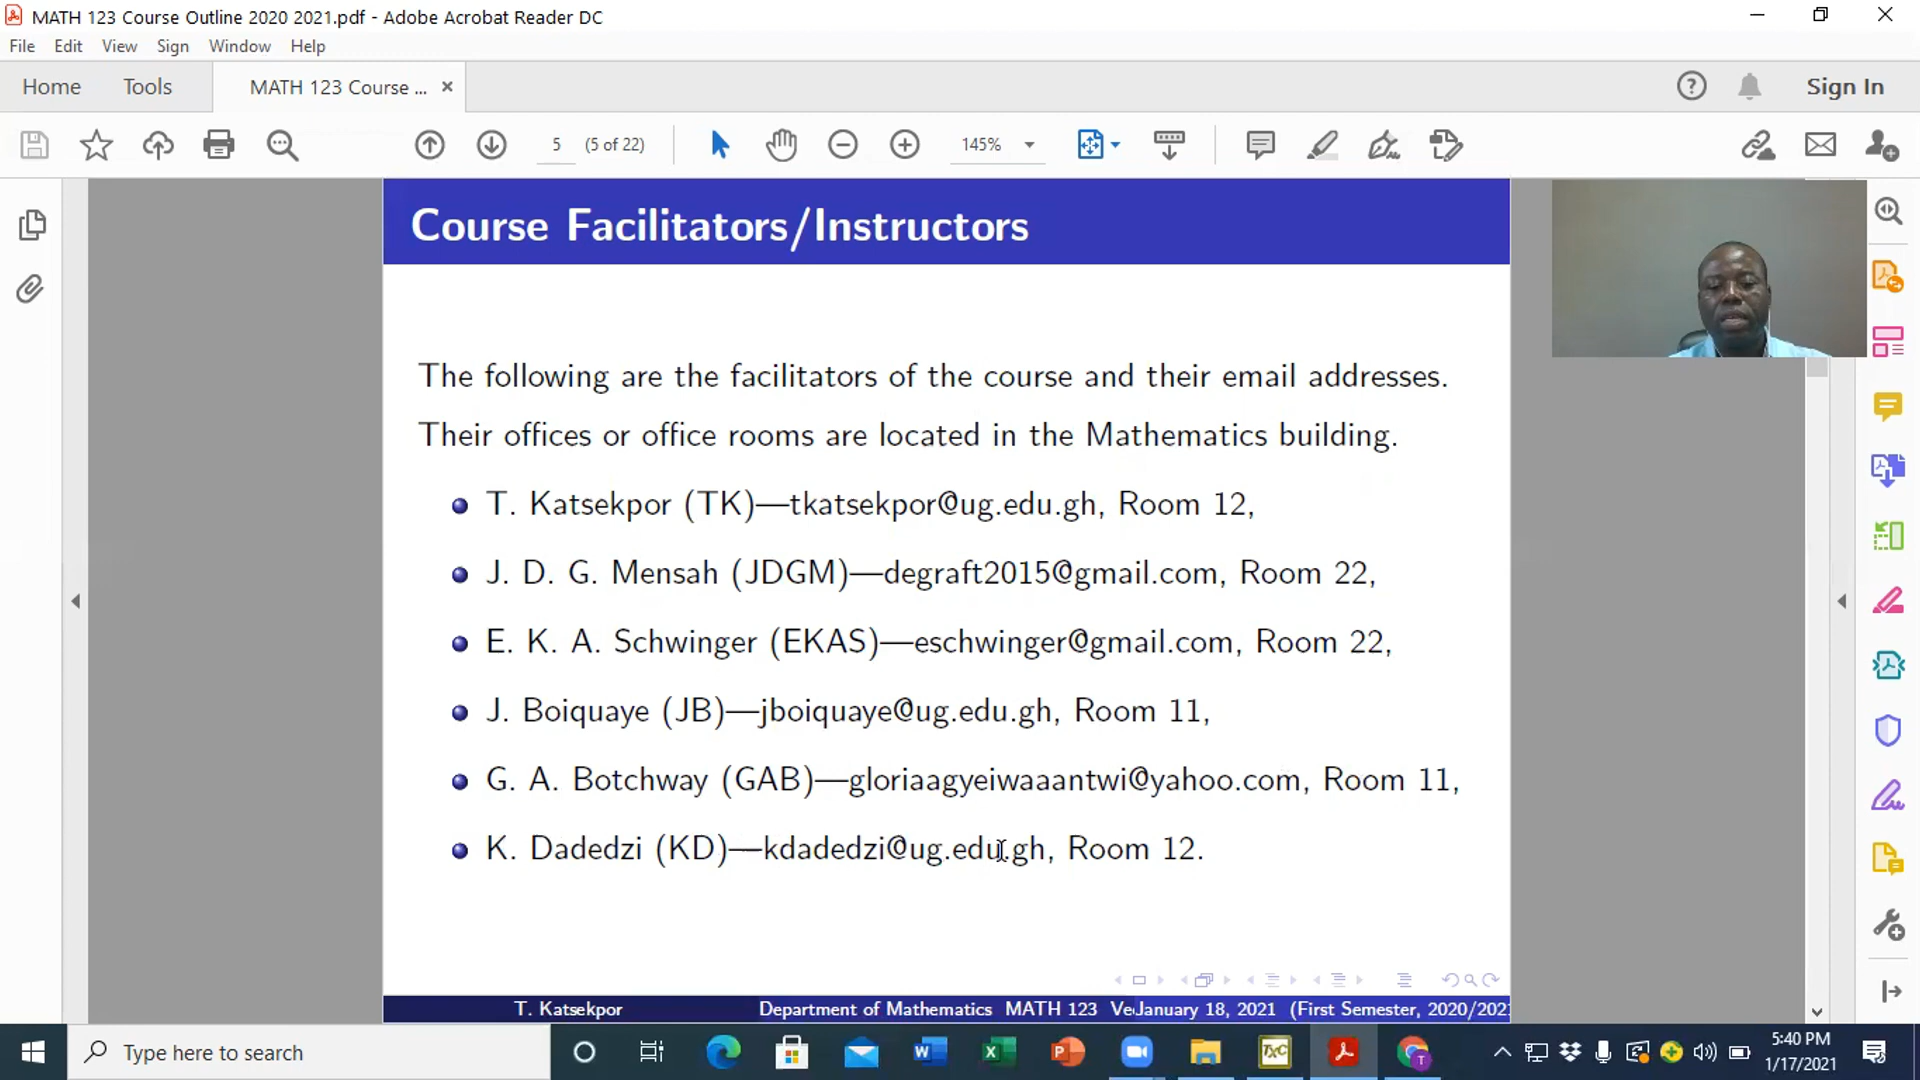 MATH 123 Course Outline 2020 2021.pdf - Adobe Acrobat Reader DC
File Edit View Sign Window Help
Home Tools MATH 123 Course ... × Sign In
5 (5 of 22) 145%
Course Facilitators/Instructors
The following are the facilitators of the course and their email addresses.
Their offices or office rooms are located in the Mathematics building.
T. Katsekpor (TK)—tkatsekpor@ug.edu.gh, Room 12,
J. D. G. Mensah (JDGM)—degraft2015@gmail.com, Room 22,
E. K. A. Schwinger (EKAS)—eschwinger@gmail.com, Room 22,
J. Boiquaye (JB)—jboiquaye@ug.edu.gh, Room 11,
G. A. Botchway (GAB)—gloriaagyeiwaaantwi@yahoo.com, Room 11,
K. Dadedzi (KD)—kdadedzi@ug.edu.gh, Room 12.
T. Katsekpor Department of Mathematics MATH 123 Ve January 18, 2021 (First Semester, 2020/202
Type here to search
5:40 PM
1/17/2021